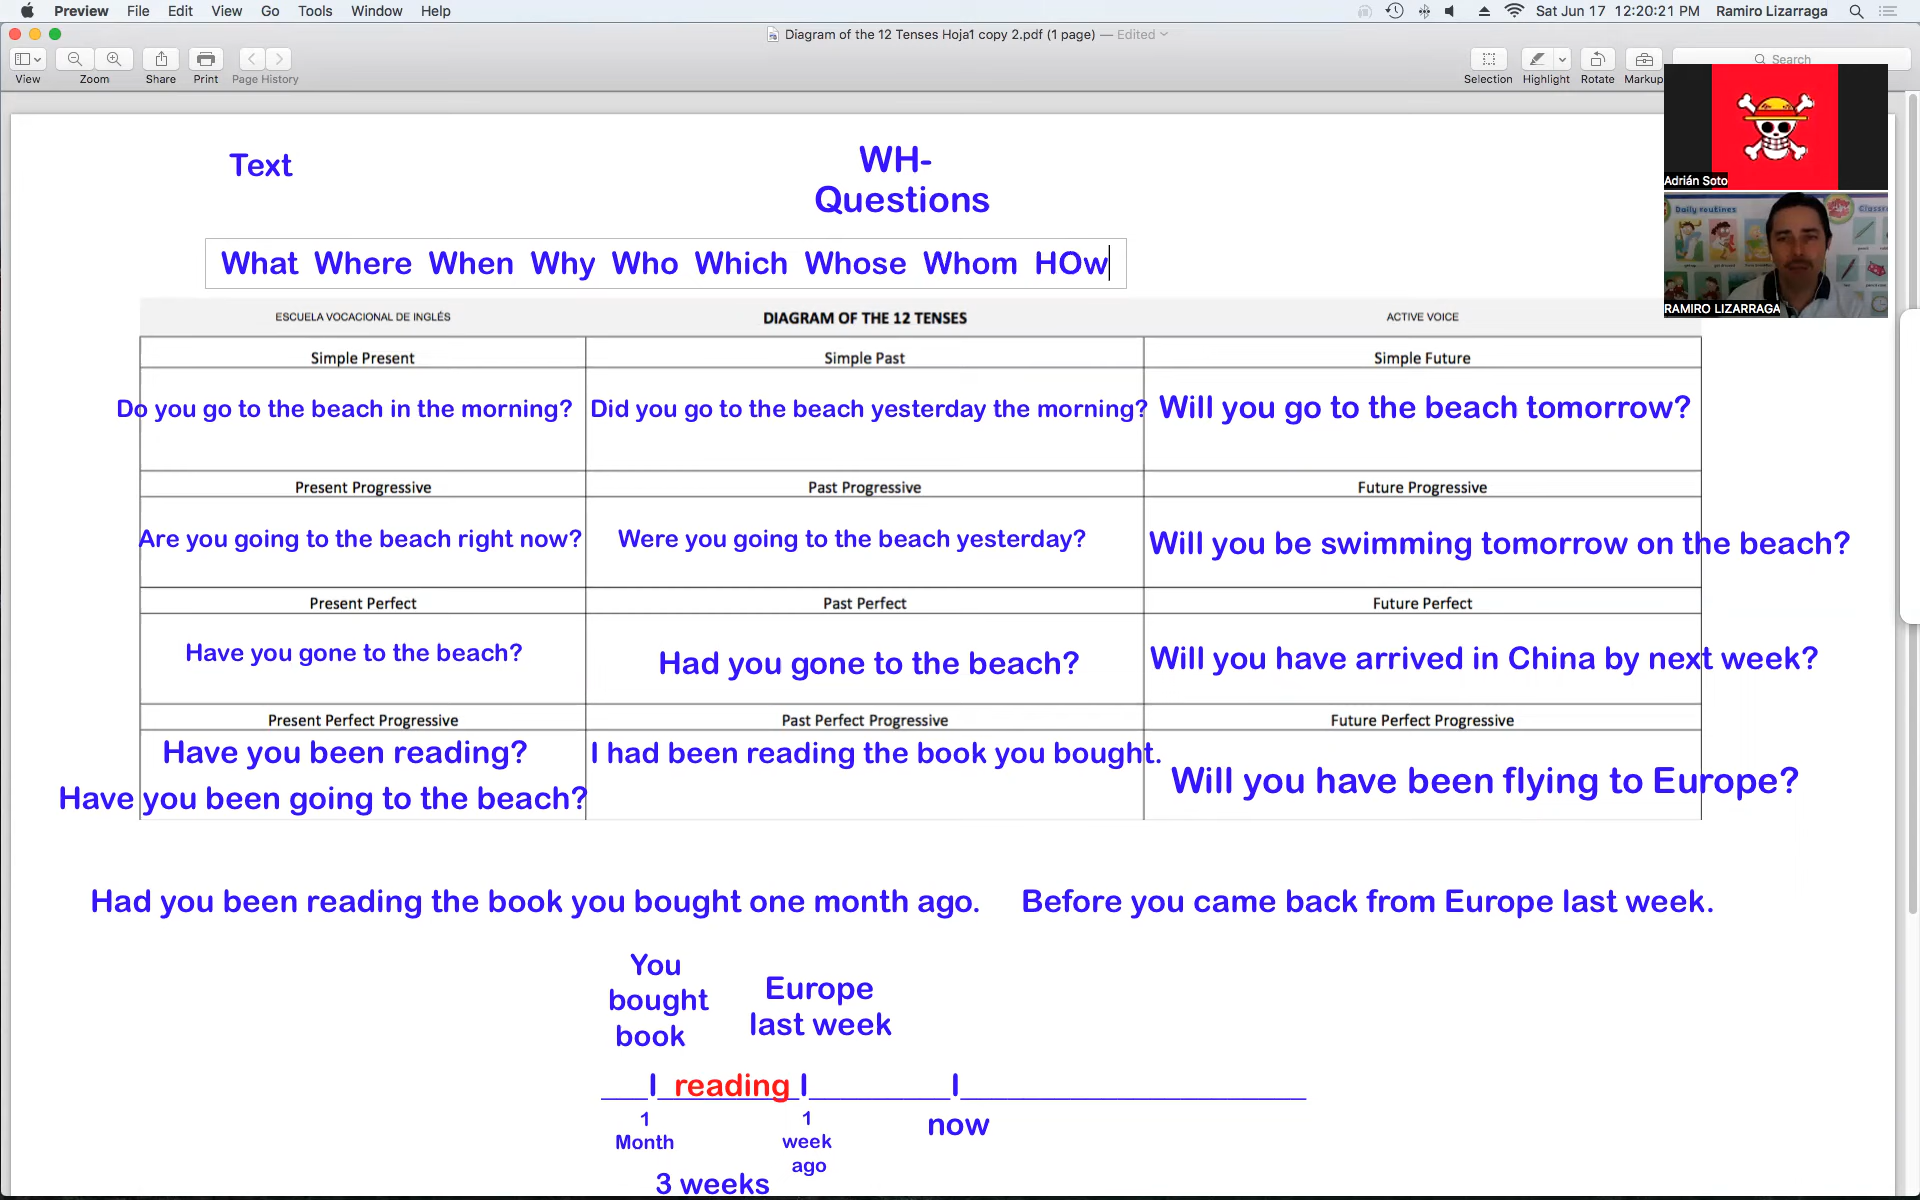 Preview File Edit View Go Tools Window Help Sat Jun 17 12:20:21 PM Ramiro Lizarraga
Diagram of the 12 Tenses Hoja1 copy 2.pdf (1 page) — Edited
View Zoom Share Print Page History Selection Highlight Rotate Markup Search
Adrián Soto
Daily routines
RAMIRO LIZARRAGA
Text
WH-
Questions
What Where When Why Who Which Whose Whom HOw
ESCUELA VOCACIONAL DE INGLÉS DIAGRAM OF THE 12 TENSES ACTIVE VOICE
Simple Present Simple Past Simple Future
Do you go to the beach in the morning? Did you go to the beach yesterday the morning? Will you go to the beach tomorrow?
Present Progressive Past Progressive Future Progressive
Are you going to the beach right now? Were you going to the beach yesterday? Will you be swimming tomorrow on the beach?
Present Perfect Past Perfect Future Perfect
Have you gone to the beach? Had you gone to the beach? Will you have arrived in China by next week?
Present Perfect Progressive Past Perfect Progressive Future Perfect Progressive
Have you been reading? I had been reading the book you bought.
Have you been going to the beach? Will you have been flying to Europe?
Had you been reading the book you bought one month ago. Before you came back from Europe last week.
You
bought
book
Europe
last week
___I_reading_I_________I______________________
1
Month
1
week
ago
now
3 weeks